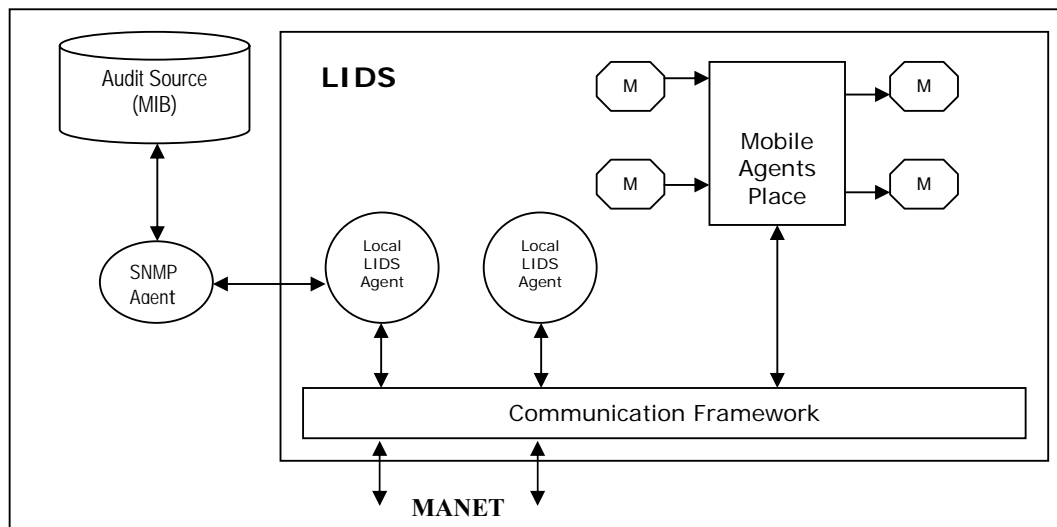 Audit Source
(MIB)
LIDS
M
M
M
M
Mobile
Agents
Place
Local
LIDS
Agent
Local
LIDS
Agent
SNMP
Agent
Communication Framework
MANET